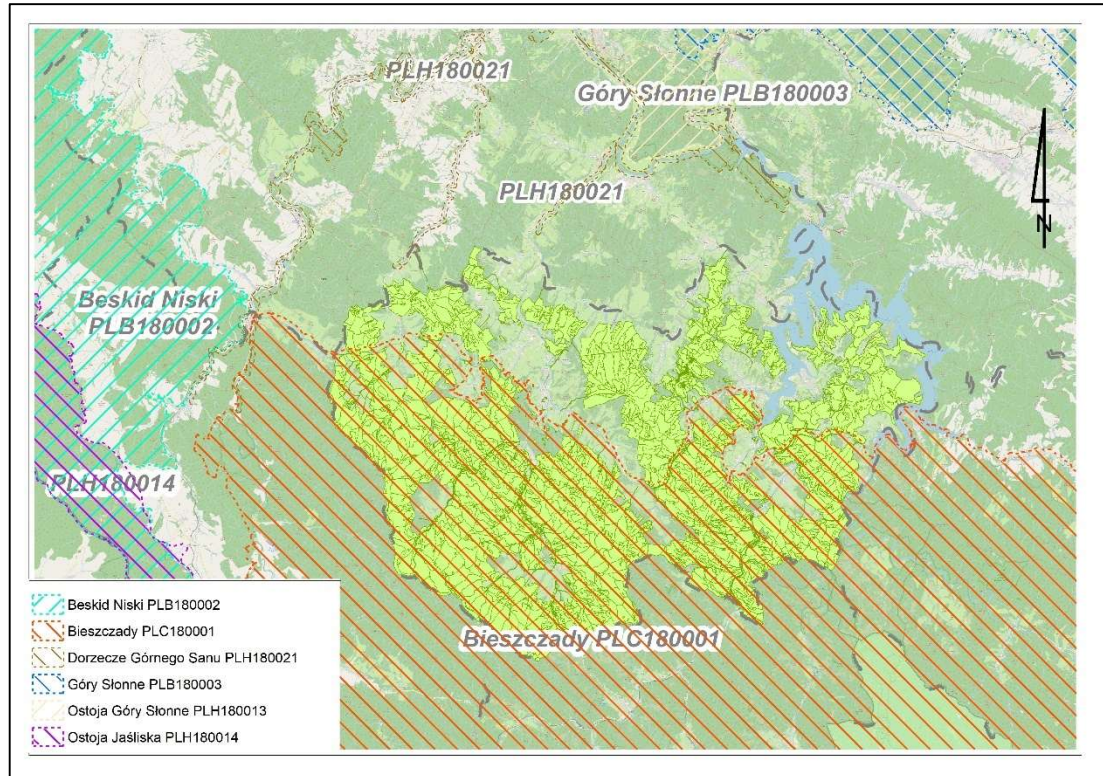 PLH180021
Góry Słonne PLB180003
PLH180021
N
Beskid Niski
PLB180002
PLH180014
Bieszczady PLC180001
Beskid Niski PLB180002
Bieszczady PLC180001
Dorzecze Górnego Sanu PLH180021
Góry Słonne PLB180003
Ostoja Góry Słonne PLH180013
Ostoja Jaśliska PLH180014